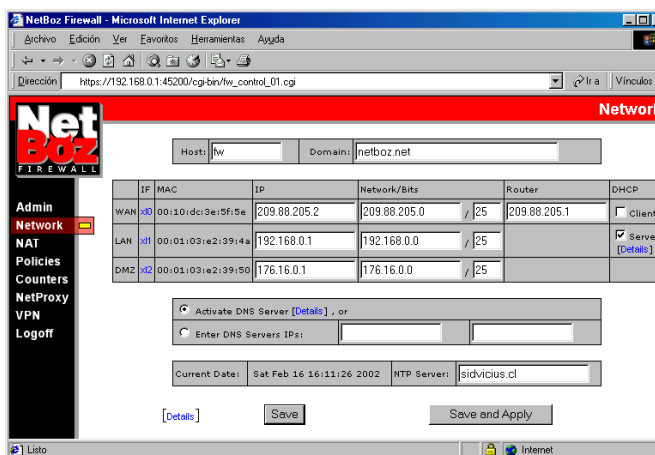 NetBoz Firewall - Microsoft Internet Explorer
Archivo Edición Ver Favoritos Herramientas Ayuda
Dirección https://192.168.0.1:45200/cgi-bin/fw_control_01.cgi Ir a Vínculos
Network
Net
BOZ
FIREWALL
Host: fw Domain: netboz.net
IF MAC IP Network/Bits Router DHCP
WAN xl0 00:10:dc:3e:5f:5e 209.88.205.2 209.88.205.0 / 25 209.88.205.1 Client
LAN xl1 00:01:03:e2:39:4a 192.168.0.1 192.168.0.0 / 25 Serve
[Details]
DMZ xl2 00:01:03:e2:39:50 176.16.0.1 176.16.0.0 / 25
Admin
Network
NAT
Policies
Counters
NetProxy
VPN
Logoff
Activate DNS Server [Details] , or
Enter DNS Servers IPs:
Current Date: Sat Feb 16 16:11:26 2002 NTP Server: sidvicius.cl
[Details] Save Save and Apply
Listo Internet